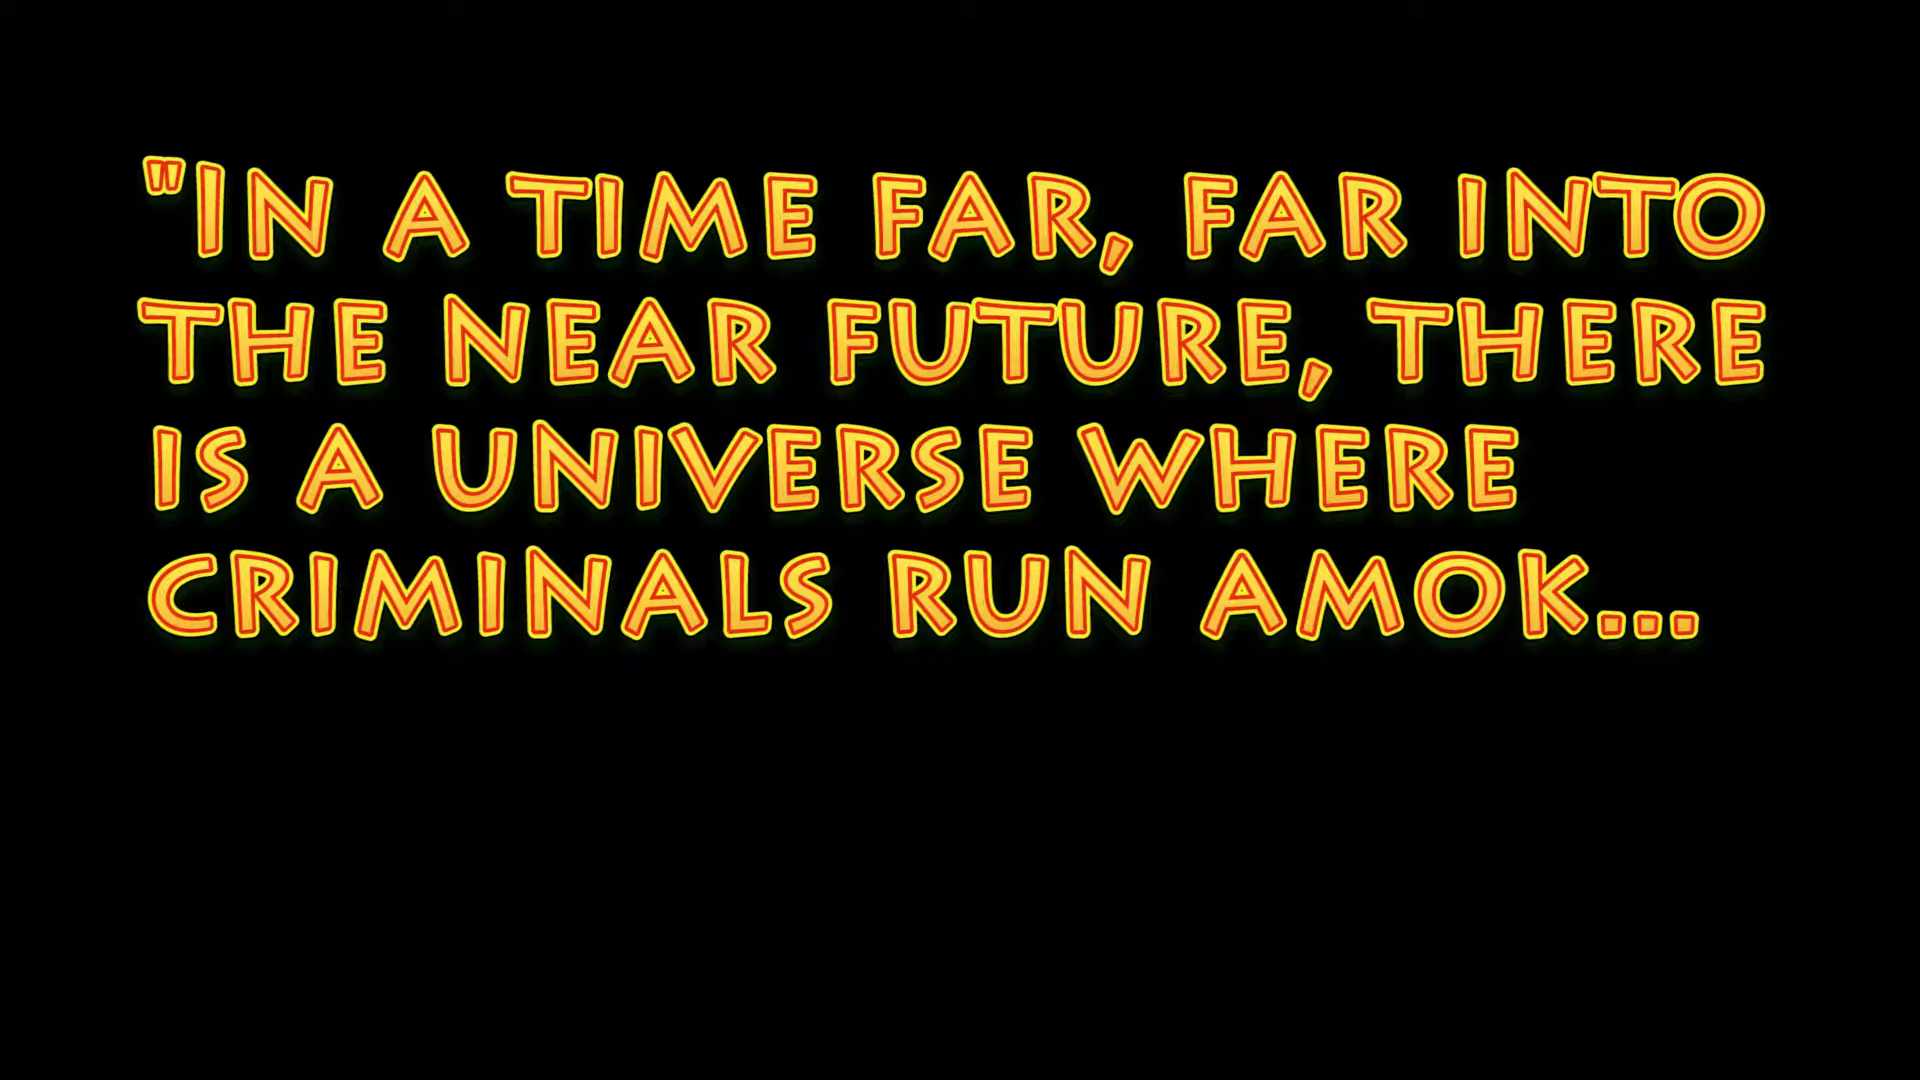 "IN A TIME FAR, FAR INTO
THE NEAR FUTURE, THERE
IS A UNIVERSE WHERE
CRIMINALS RUN AMOK...